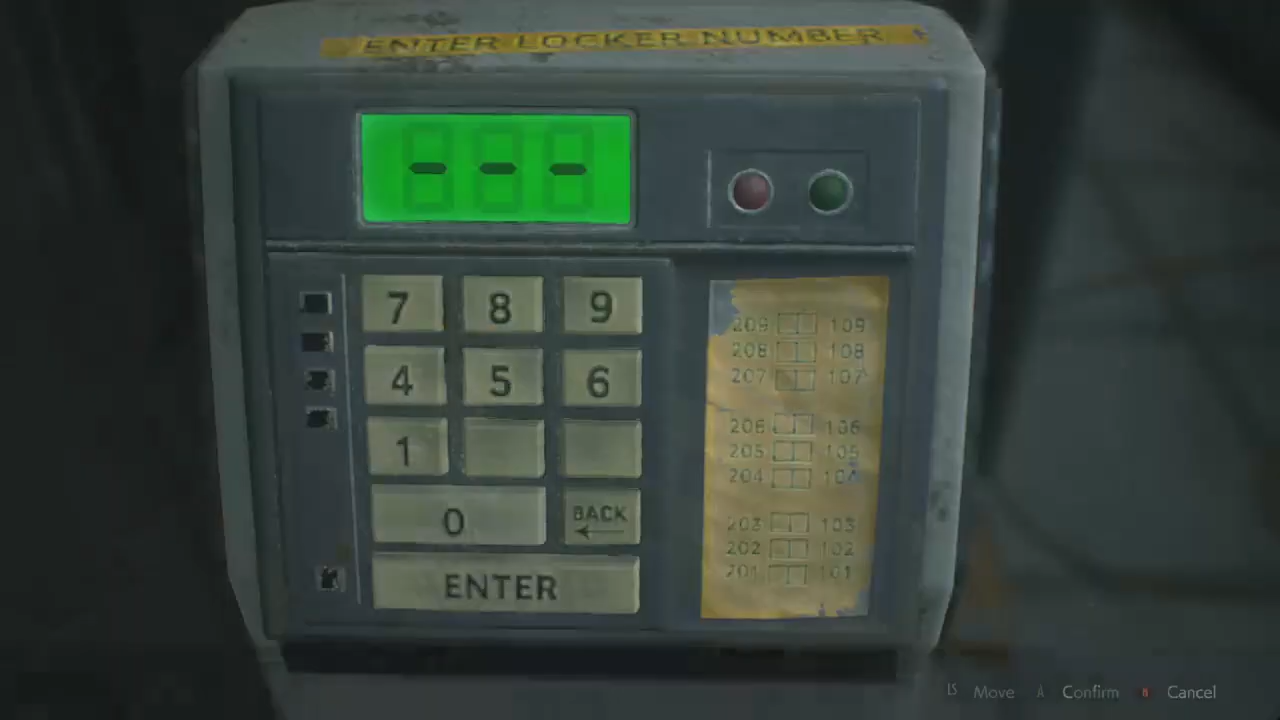 ENTER LOCKER NUMBER
7 8 9
4 5 6
1
0 BACK
ENTER
209 109
208 108
207 107
206 106
205 105
204 104
203 103
202 102
201 101
LS Move A Confirm B Cancel